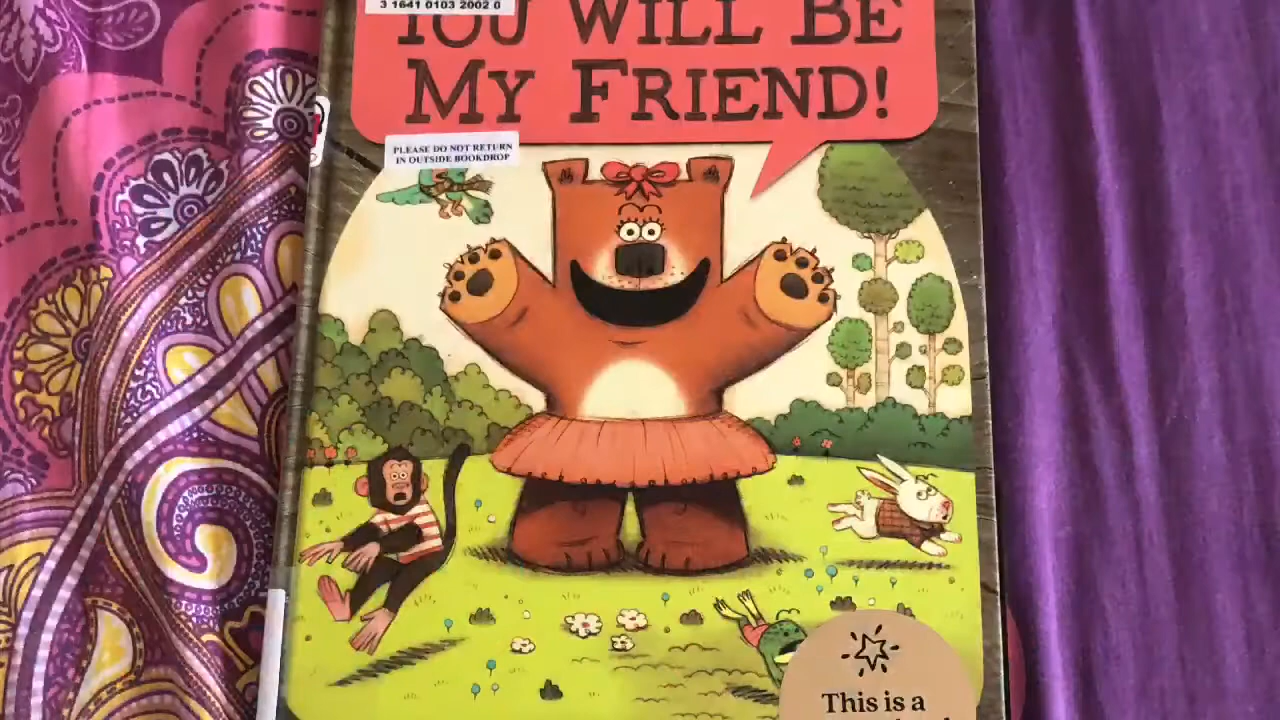 3 1641 0103 2002 0
YOU WILL BE
MY FRIEND!
PLEASE DO NOT RETURN
IN OUTSIDE BOOKDROP
This is a